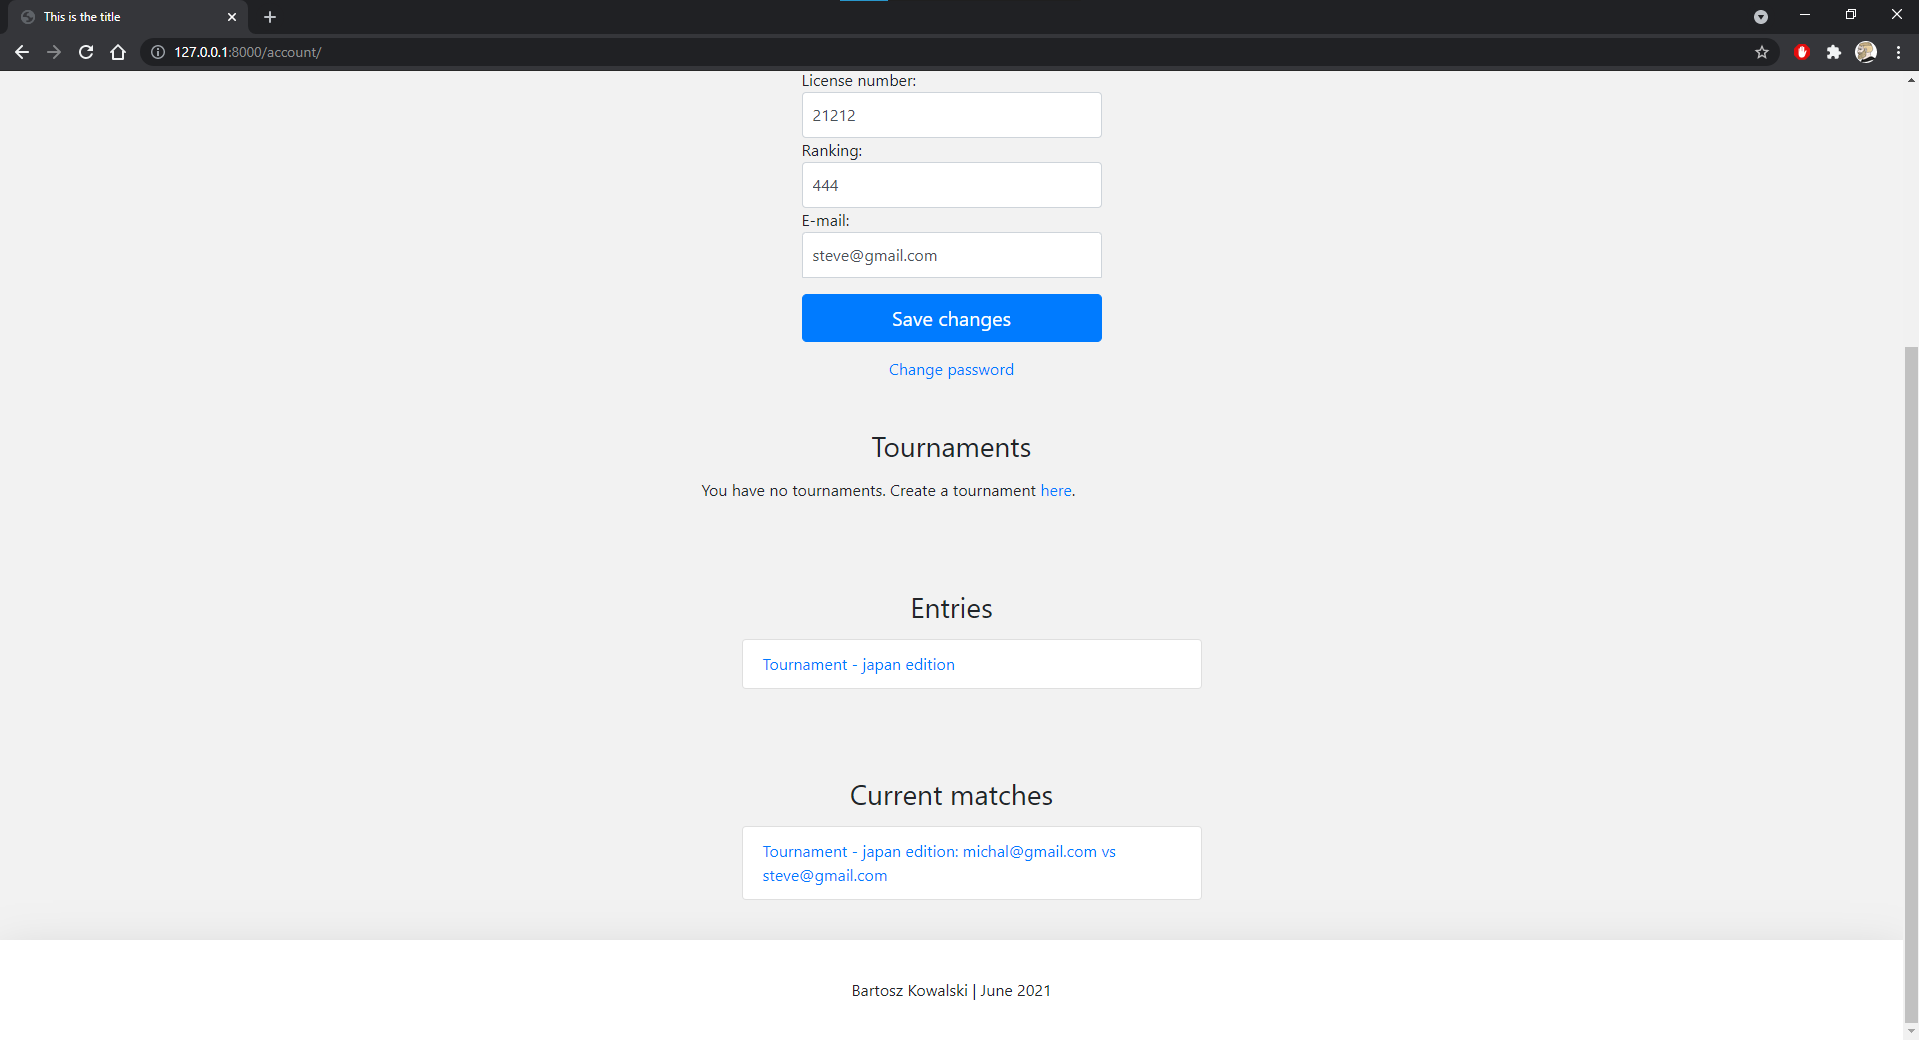 This is the title
127.0.0.1:8000/account/
License number:
21212
Ranking:
444
E-mail:
steve@gmail.com
Save changes
Change password
Tournaments
You have no tournaments. Create a tournament here.
Entries
Tournament - japan edition
Current matches
Tournament - japan edition: michal@gmail.com vs
steve@gmail.com
Bartosz Kowalski | June 2021